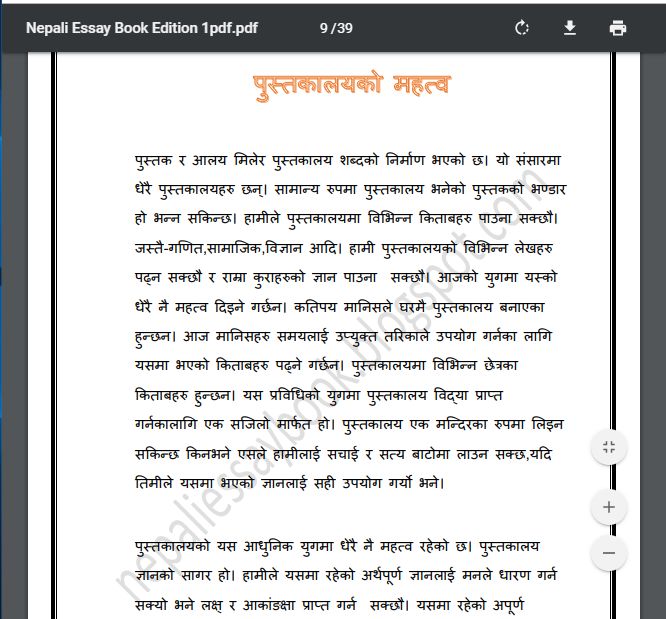 Nepali Essay Book Edition 1pdf.pdf
9 / 39
पुस्तकालयको महत्व
पुस्तक र आलय मिलेर पुस्तकालय शब्दको निर्माण भएको छ। यो संसारमा
धेरै पुस्तकालयहरु छन्। सामान्य रुपमा पुस्तकालय भनेको पुस्तकको भण्डार
हो भन्न सकिन्छ। हामीले पुस्तकालयमा विभिन्न किताबहरु पाउना सक्छौ।
जस्तै-गणित,सामाजिक,विज्ञान आदि। हामी पुस्तकालयको विभिन्न लेखहरु
पढ्न सक्छौ र राम्रा कुराहरुको ज्ञान पाउना सक्छौ। आजको युगमा यस्को
धेरै नै महत्व दिइने गर्छन। कतिपय मानिसले घरमै पुस्तकालय बनाएका
हुन्छन। आज मानिसहरु समयलाई उप्युक्त तरिकाले उपयोग गर्नका लागि
यसमा भएको किताबहरु पढ्ने गर्छन। पुस्तकालयमा विभिन्न छेत्रका
किताबहरु हुन्छन। यस प्रविधिको युगमा पुस्तकालय विद्या प्राप्त
गर्नकालागि एक सजिलो मार्फत हो। पुस्तकालय एक मन्दिरका रुपमा लिइन
सकिन्छ किनभने एसले हामीलाई सचाई र सत्य बाटोमा लाउन सक्छ,यदि
तिमीले यसमा भएको ज्ञानलाई सही उपयोग गर्यो भने।
पुस्तकालयको यस आधुनिक युगमा धेरै नै महत्व रहेको छ। पुस्तकालय
ज्ञानको सागर हो। हामीले यसमा रहेको अर्थपूर्ण ज्ञानलाई मनले धारण गर्न
सक्यो भने लक्ष् र आकांङक्षा प्राप्त गर्न सक्छौ। यसमा रहेको अपूर्ण
nepaliessaybook.blogspot.com